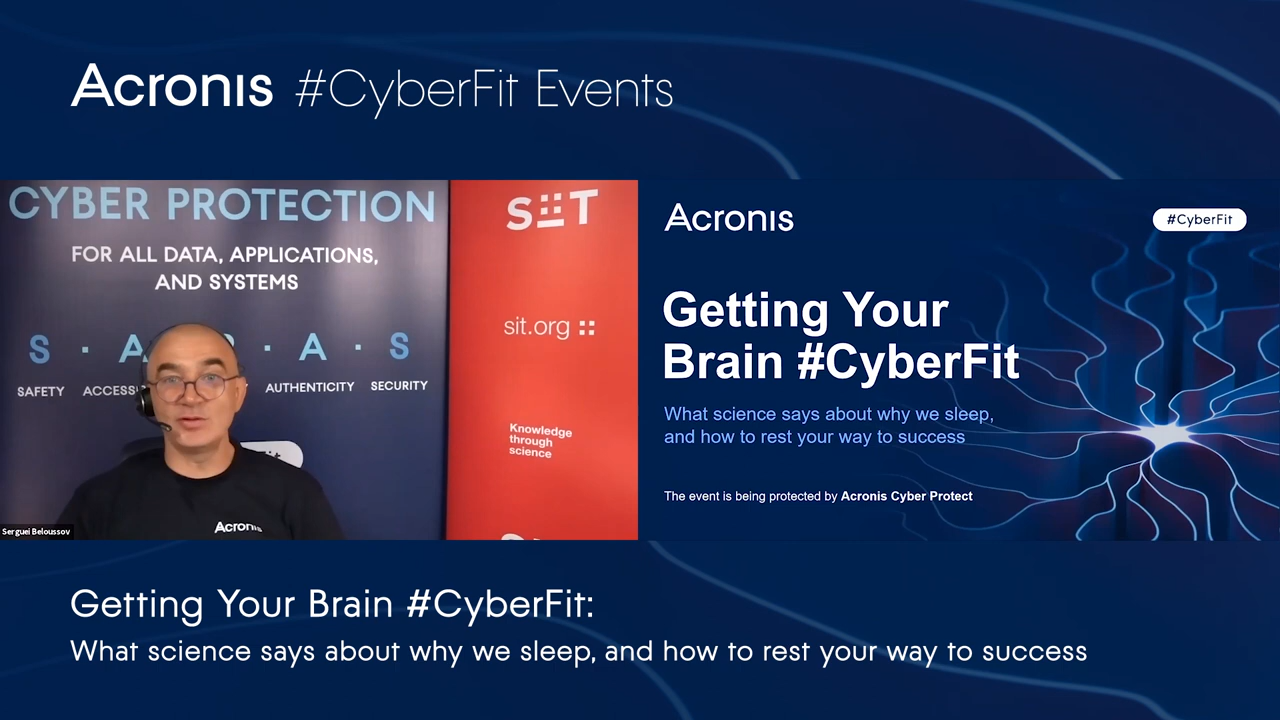 Acronis #CyberFit Events
CYBER PROTECTION
FOR ALL DATA, APPLICATIONS,
AND SYSTEMS
S · A · A · S
SAFETY AUTHENTICITY SECURITY
Acronis
Serguei Beloussov
SIT
sit.org
Knowledge
through
science
Acronis
#CyberFit
Getting Your
Brain #CyberFit
What science says about why we sleep,
and how to rest your way to success
The event is being protected by Acronis Cyber Protect
Getting Your Brain #CyberFit:
What science says about why we sleep, and how to rest your way to success